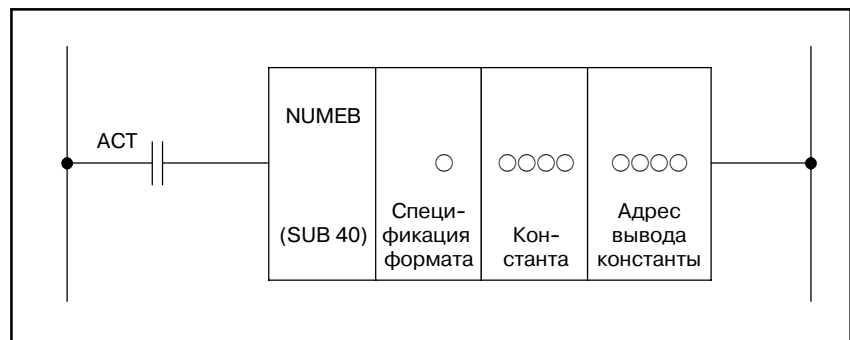 NUMEB
ACT
○
○○○○
○○○○
(SUB 40)
Специ-
фикация
формата
Кон-
станта
Адрес
вывода
константы